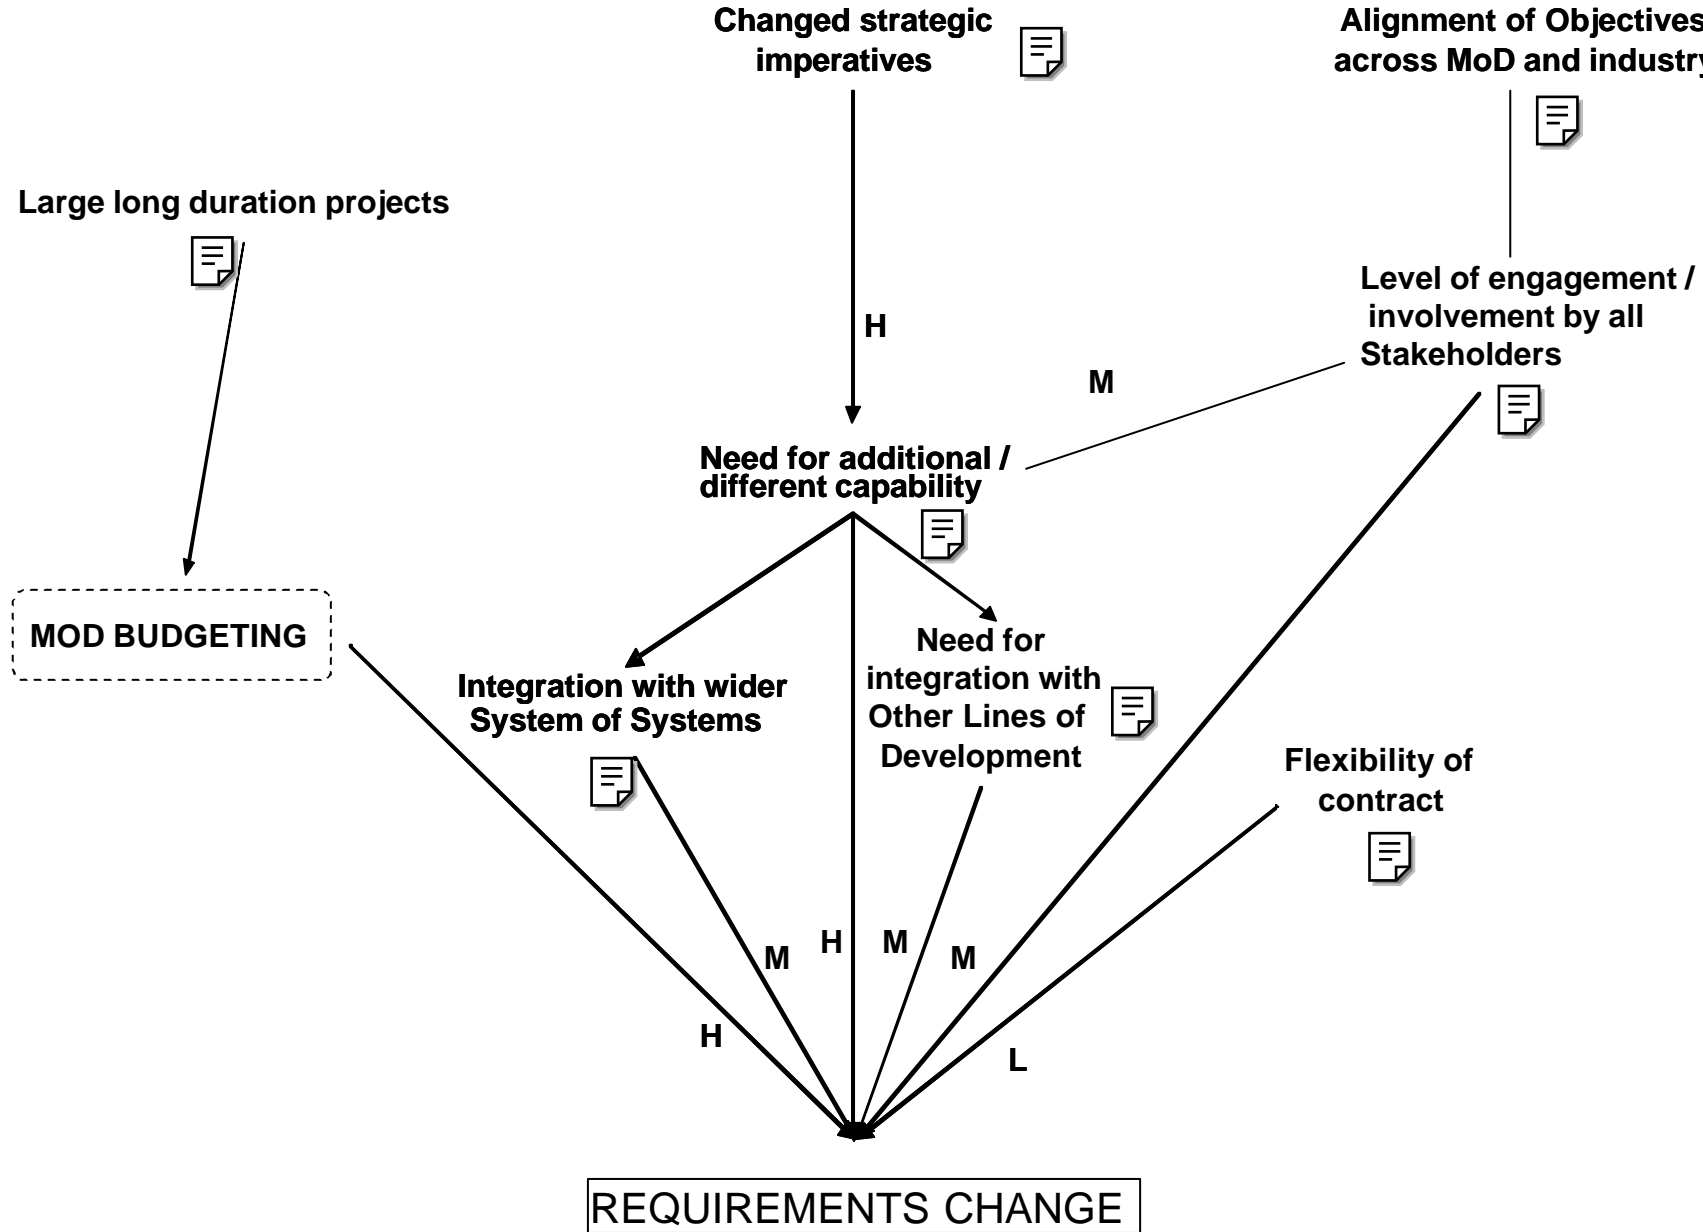 Changed strategic
imperatives
Alignment of Objectives
across MoD and industry
Large long duration projects
Level of engagement /
involvement by all
Stakeholders
H
M
Need for additional /
different capability
MOD BUDGETING
Need for
integration with
Other Lines of
Development
Integration with wider
System of Systems
Flexibility of
contract
M
H
M
M
H
L
REQUIREMENTS CHANGE